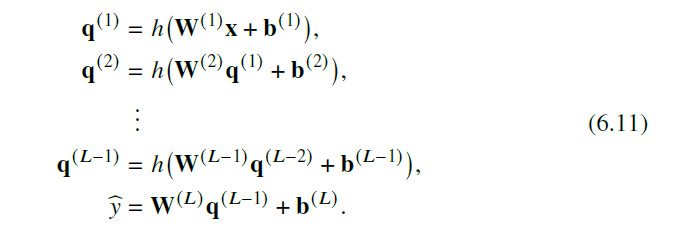 q⁽¹⁾ = h(W⁽¹⁾x + b⁽¹⁾),
q⁽²⁾ = h(W⁽²⁾q⁽¹⁾ + b⁽²⁾),
⋮
(6.11)
q⁽ᴸ⁻¹⁾ = h(W⁽ᴸ⁻¹⁾q⁽ᴸ⁻²⁾ + b⁽ᴸ⁻¹⁾),
ŷ = W⁽ᴸ⁾q⁽ᴸ⁻¹⁾ + b⁽ᴸ⁾.